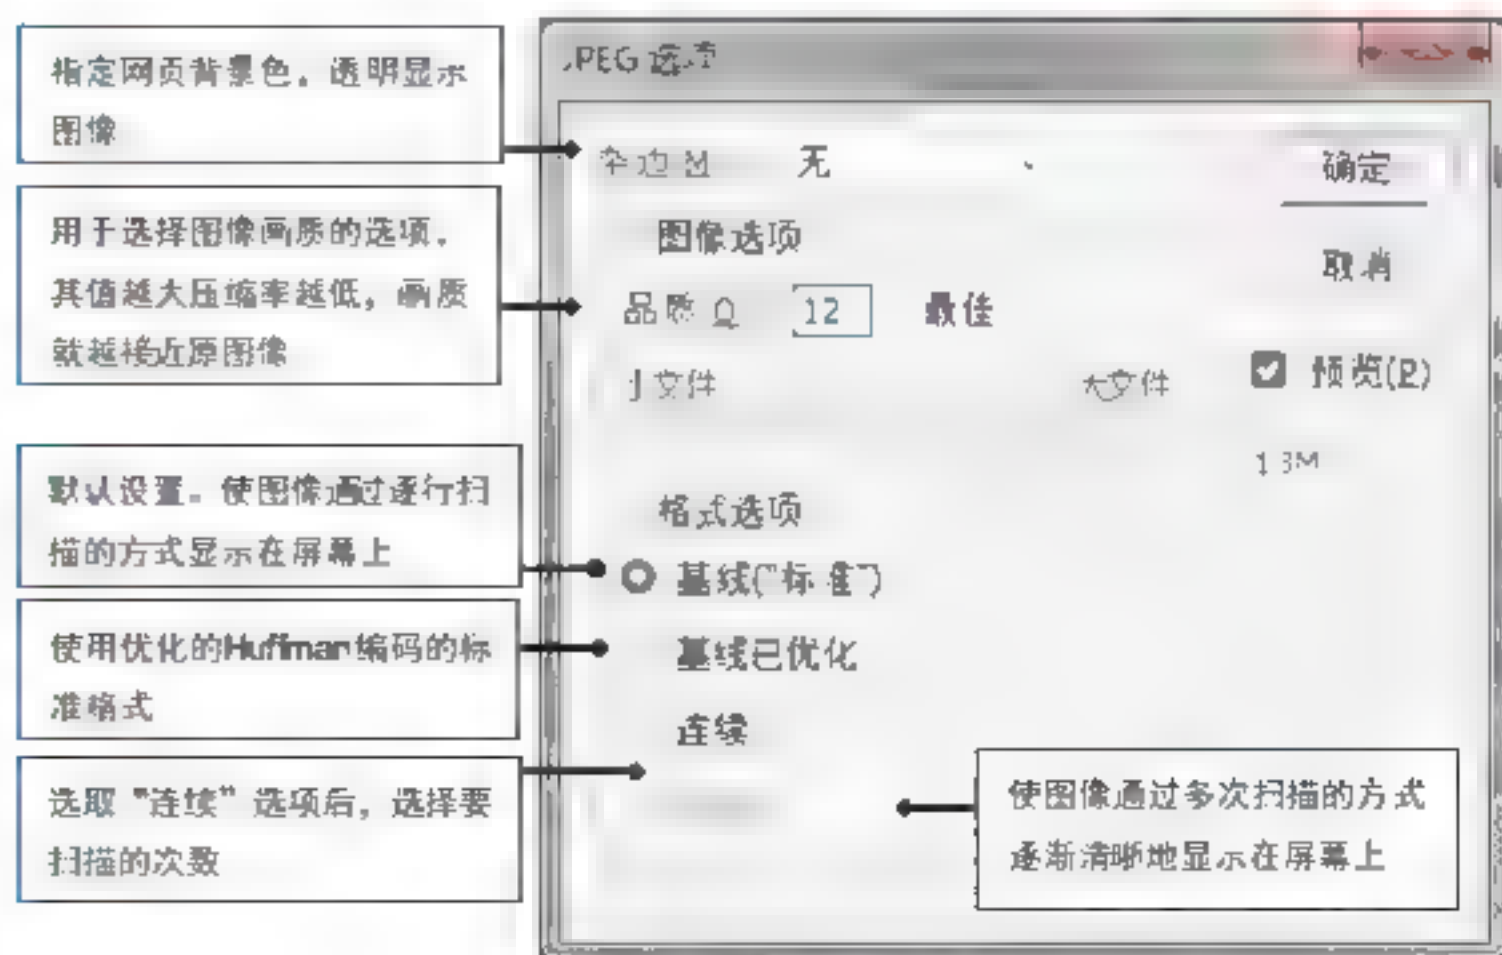 指定网页背景色，透明显示
图像
用于选择图像画质的选项，
其值越大压缩率越低，画质
就越接近原图像
默认设置。使图像通过逐行扫
描的方式显示在屏幕上
使用优化的Huffman编码的标
准格式
选取“连续”选项后，选择要
扫描的次数
JPEG 选项
杂边 M 无
图像选项
品质 Q 12 最佳
小文件 大文件
格式选项
基线("标准")
基线已优化
连续
确定
取消
预览(P)
1.3M
使图像通过多次扫描的方式
逐渐清晰地显示在屏幕上